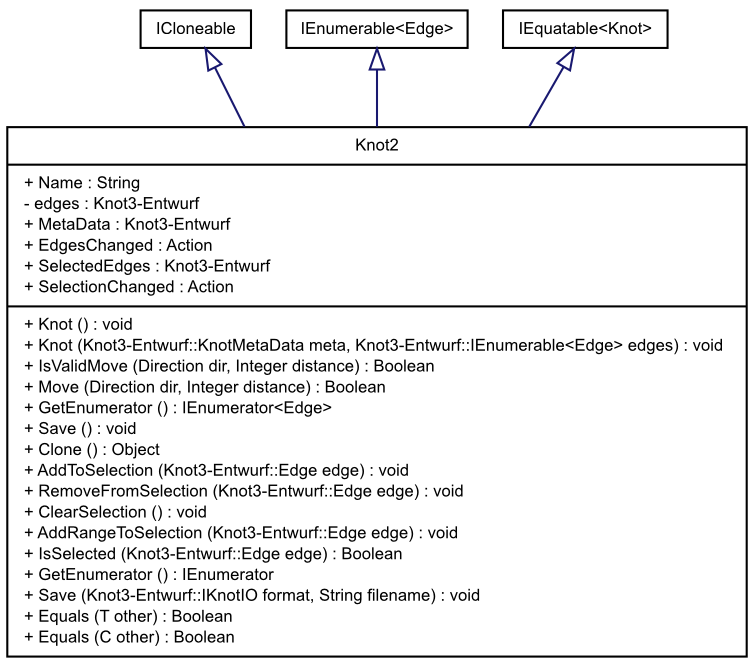 ICloneable
IEnumerable<Edge>
IEquatable<Knot>
Knot2
+ Name : String
- edges : Knot3-Entwurf
+ MetaData : Knot3-Entwurf
+ EdgesChanged : Action
+ SelectedEdges : Knot3-Entwurf
+ SelectionChanged : Action
+ Knot () : void
+ Knot (Knot3-Entwurf::KnotMetaData meta, Knot3-Entwurf::IEnumerable<Edge> edges) : void
+ IsValidMove (Direction dir, Integer distance) : Boolean
+ Move (Direction dir, Integer distance) : Boolean
+ GetEnumerator () : IEnumerator<Edge>
+ Save () : void
+ Clone () : Object
+ AddToSelection (Knot3-Entwurf::Edge edge) : void
+ RemoveFromSelection (Knot3-Entwurf::Edge edge) : void
+ ClearSelection () : void
+ AddRangeToSelection (Knot3-Entwurf::Edge edge) : void
+ IsSelected (Knot3-Entwurf::Edge edge) : Boolean
+ GetEnumerator () : IEnumerator
+ Save (Knot3-Entwurf::IKnotIO format, String filename) : void
+ Equals (T other) : Boolean
+ Equals (C other) : Boolean